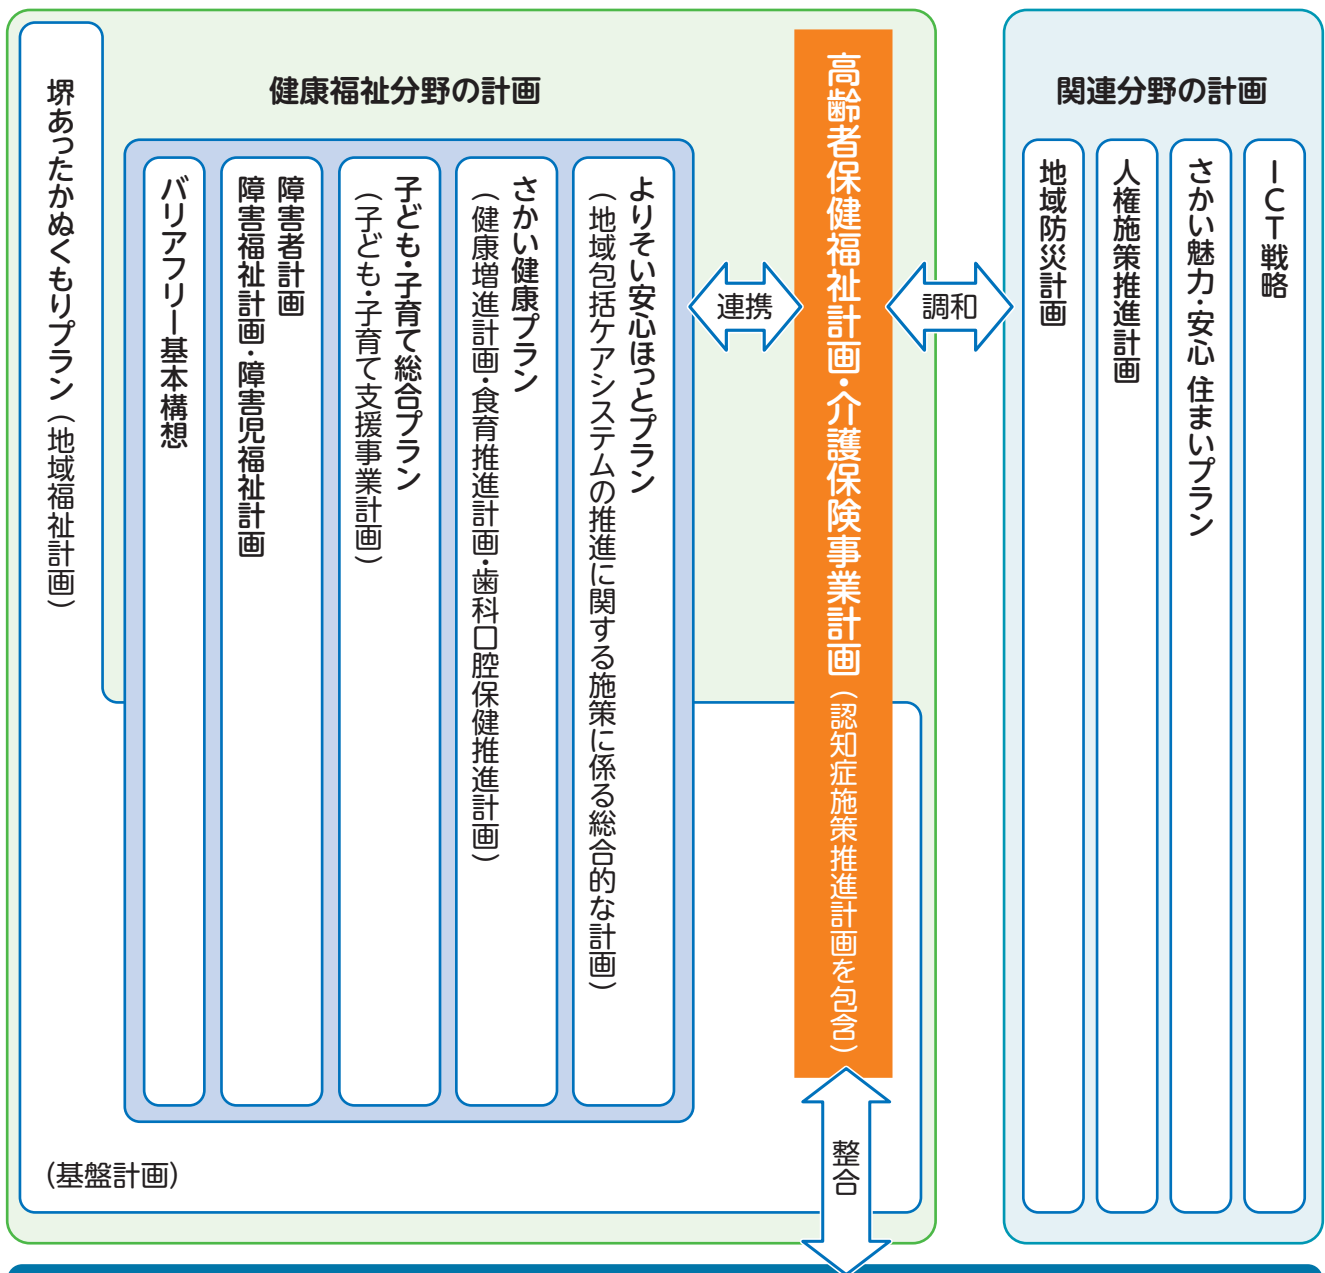 健康福祉分野の計画
関連分野の計画
高齢者保健福祉計画・介護保険事業計画（認知症施策推進計画を包含）
ICT戦略
さかい魅力・安心 住まいプラン
人権施策推進計画
地域防災計画
調和
連携
よりそい安心ほっとプラン
（地域包括ケアシステムの推進に関する施策に係る総合的な計画）
さかい健康プラン
（健康増進計画・食育推進計画・歯科口腔保健推進計画）
子ども・子育て総合プラン
（子ども・子育て支援事業計画）
障害者計画
障害福祉計画・障害児福祉計画
バリアフリー基本構想
堺あったかぬくもりプラン（地域福祉計画）
(基盤計画)
整合